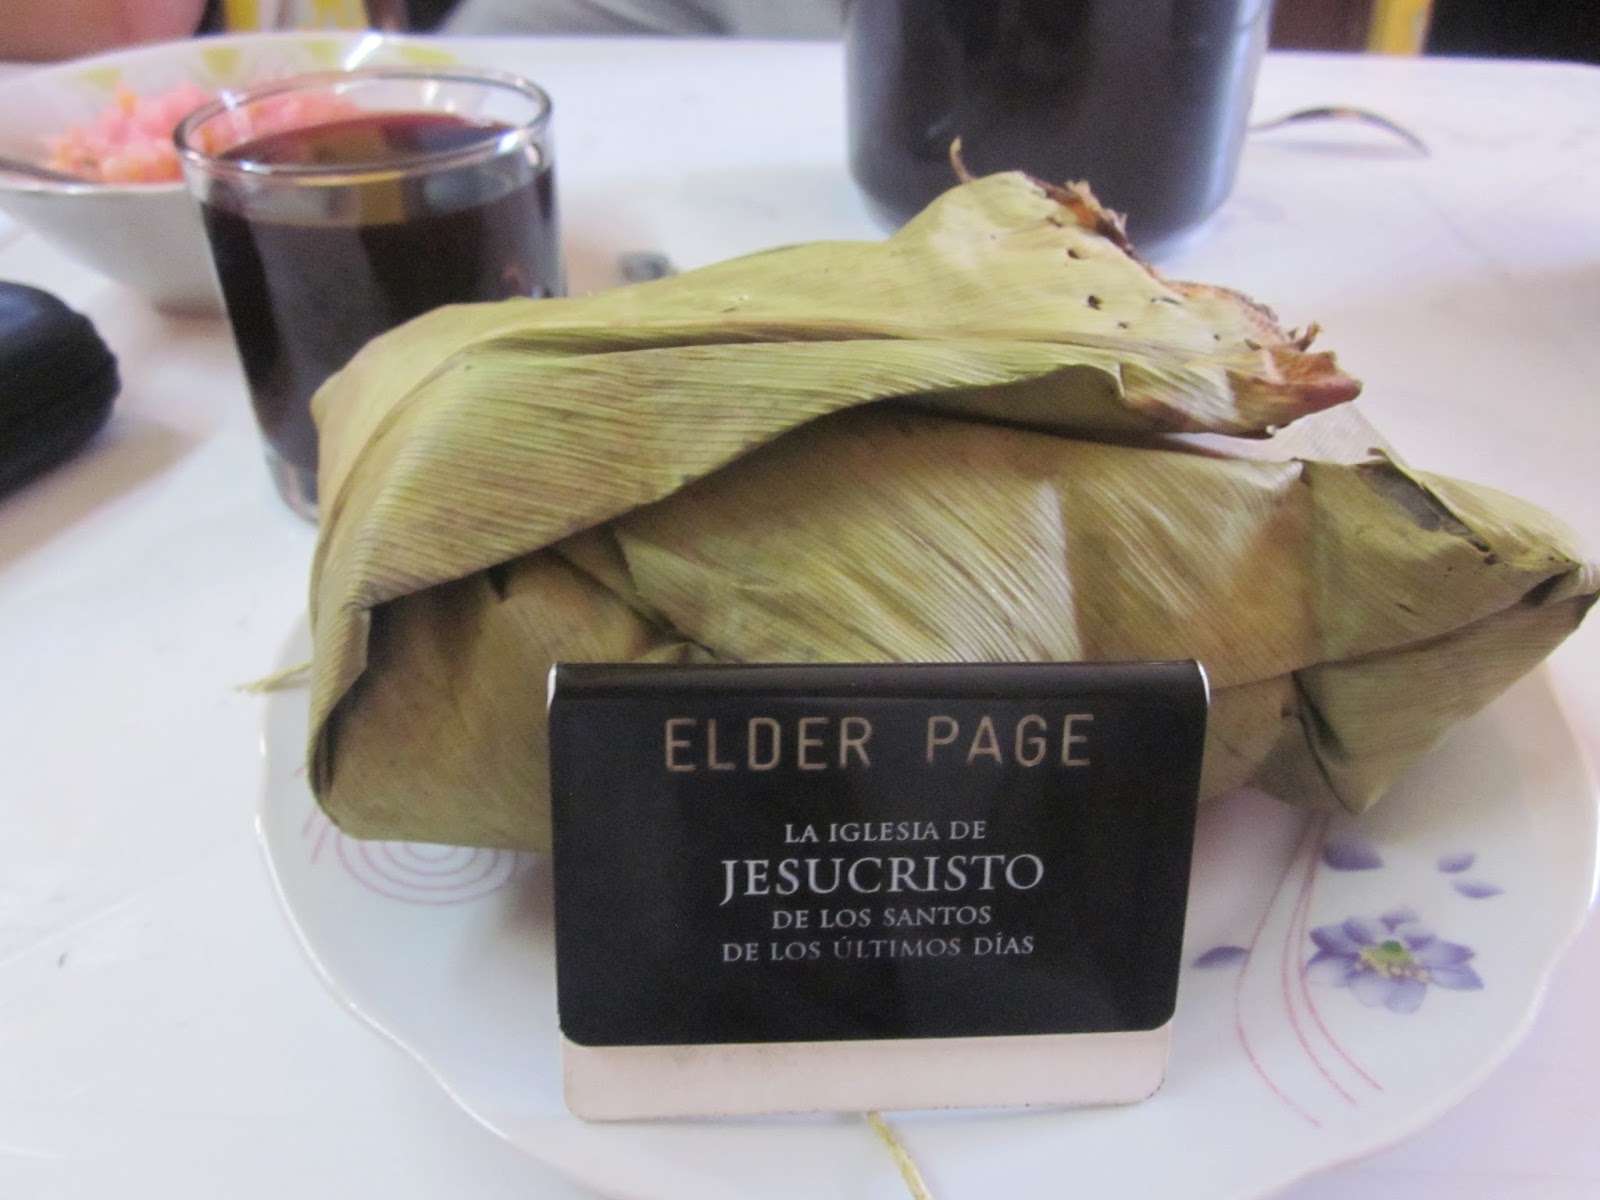 ELDER PAGE
LA IGLESIA DE
JESUCRISTO
DE LOS SANTOS
DE LOS ÚLTIMOS DÍAS